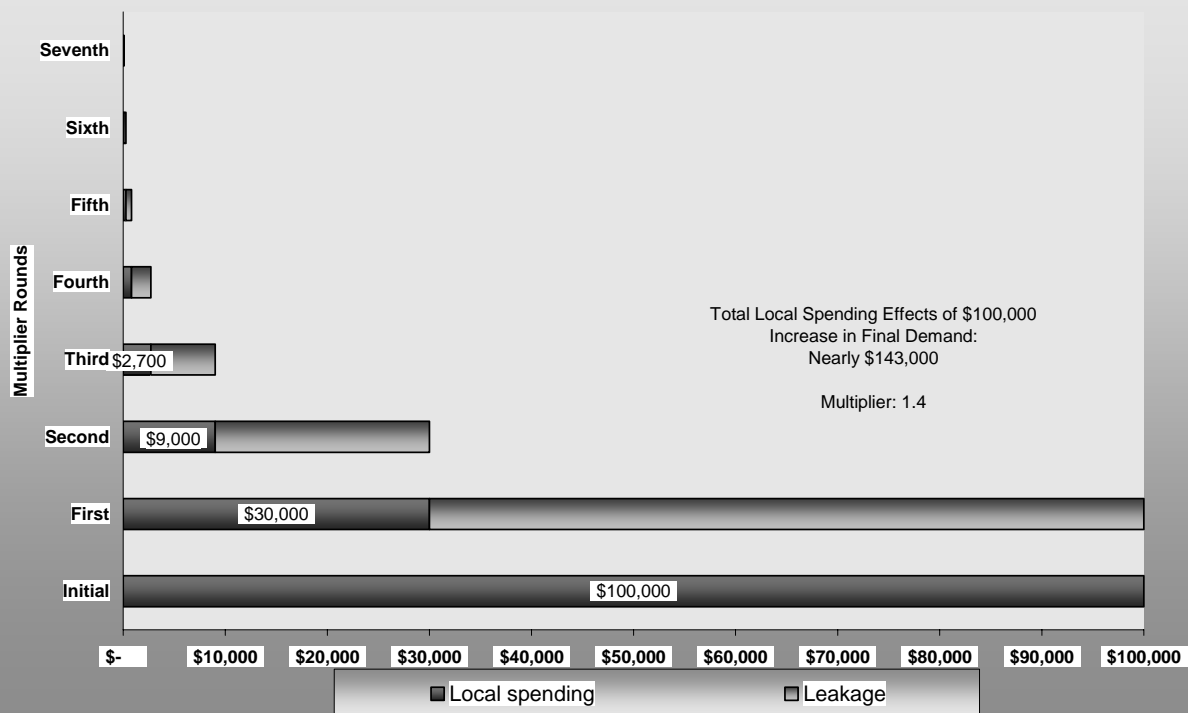 Multiplier Rounds
Seventh
Sixth
Fifth
Fourth
Third $2,700
Second $9,000
First $30,000
Initial $100,000
Total Local Spending Effects of $100,000
Increase in Final Demand:
Nearly $143,000
Multiplier: 1.4
$- $10,000 $20,000 $30,000 $40,000 $50,000 $60,000 $70,000 $80,000 $90,000 $100,000
Local spending Leakage